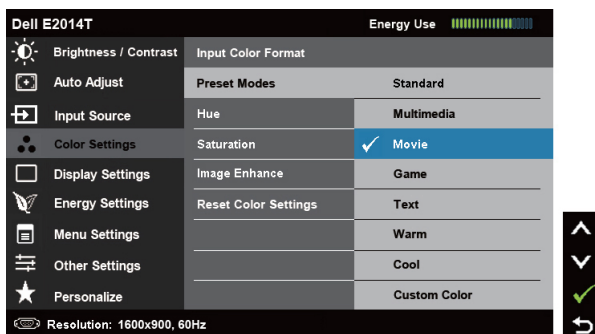 Dell E2014T
Energy Use
Brightness / Contrast
Input Color Format
Auto Adjust
Preset Modes
Standard
Input Source
Hue
Multimedia
Color Settings
Saturation
Movie
Display Settings
Image Enhance
Game
Energy Settings
Reset Color Settings
Text
Menu Settings
Warm
Other Settings
Cool
Personalize
Custom Color
Resolution: 1600x900, 60Hz